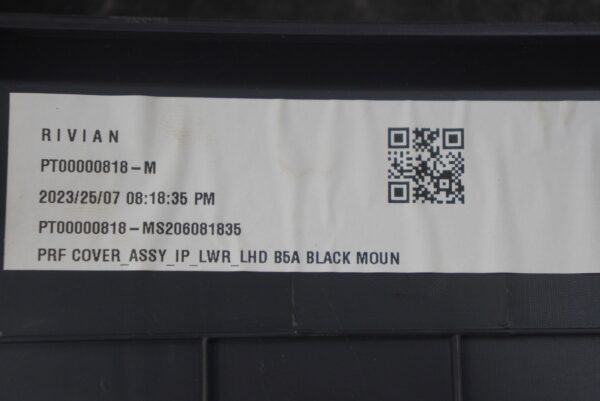 RIVIAN
PT00000818-M
2023/25/07 08:18:35 PM
PT00000818-MS206081835
PRF COVER_ASSY_IP_LWR_LHD B5A BLACK MOUN